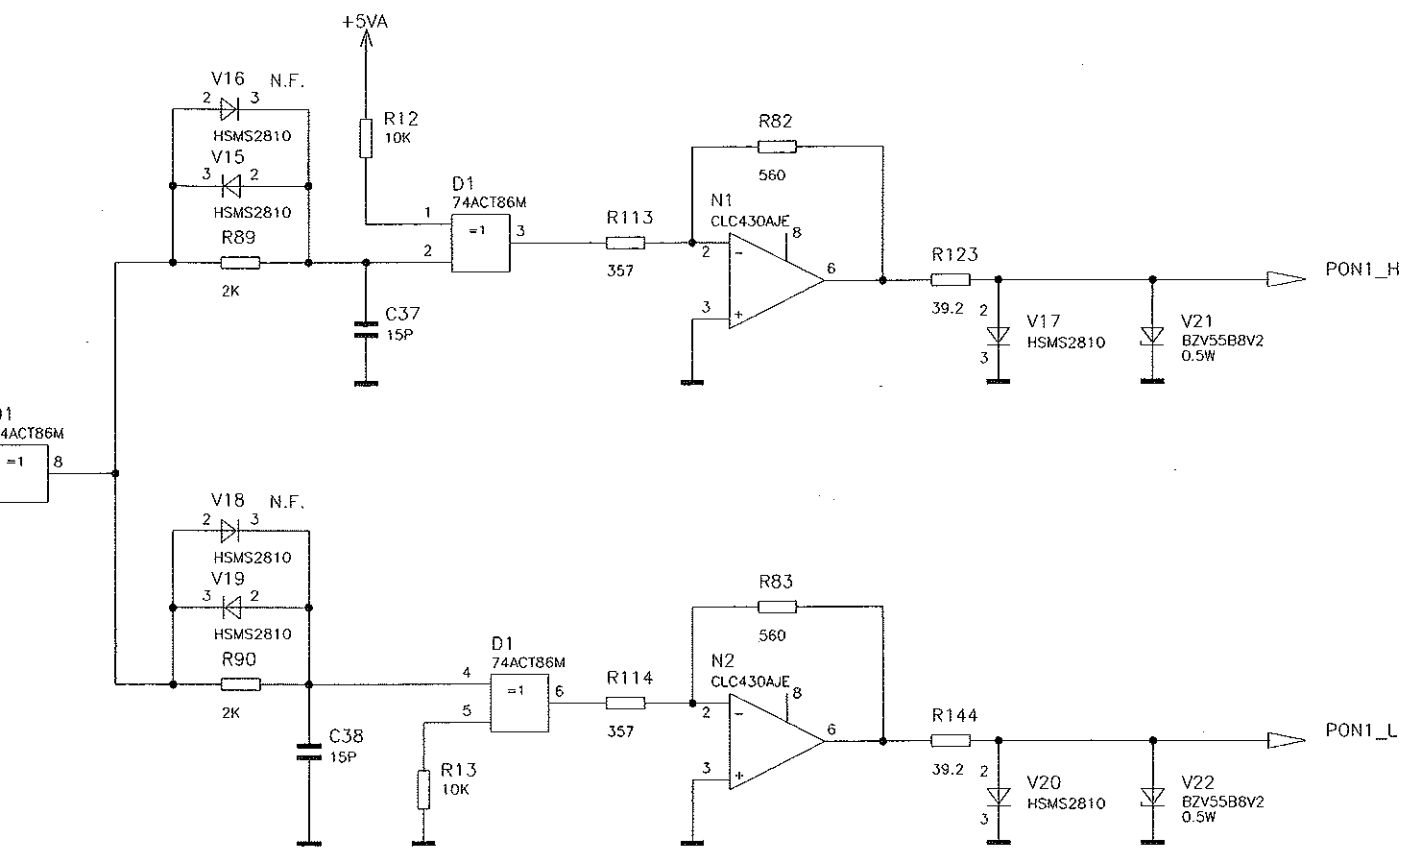 +5VA
V16 N.F.
2 3
HSMS2810
V15
3 2
HSMS2810
R89
2K
R12
10K
C37
15P
D1
74ACT86M
1
=1
2
3
R113
357
R82
560
N1
CLC430AJE
8
2
-
3
+
6
R123
39.2
2
V17
HSMS2810
3
V21
BZV55B8V2
0.5W
PON1_H
4ACT86M
=1
8
V18 N.F.
2 3
HSMS2810
V19
3 2
HSMS2810
R90
2K
C38
15P
D1
74ACT86M
4
=1
5
6
R13
10K
R114
357
R83
560
N2
CLC430AJE
8
2
-
3
+
6
R144
39.2
2
V20
HSMS2810
3
V22
BZV55B8V2
0.5W
PON1_L